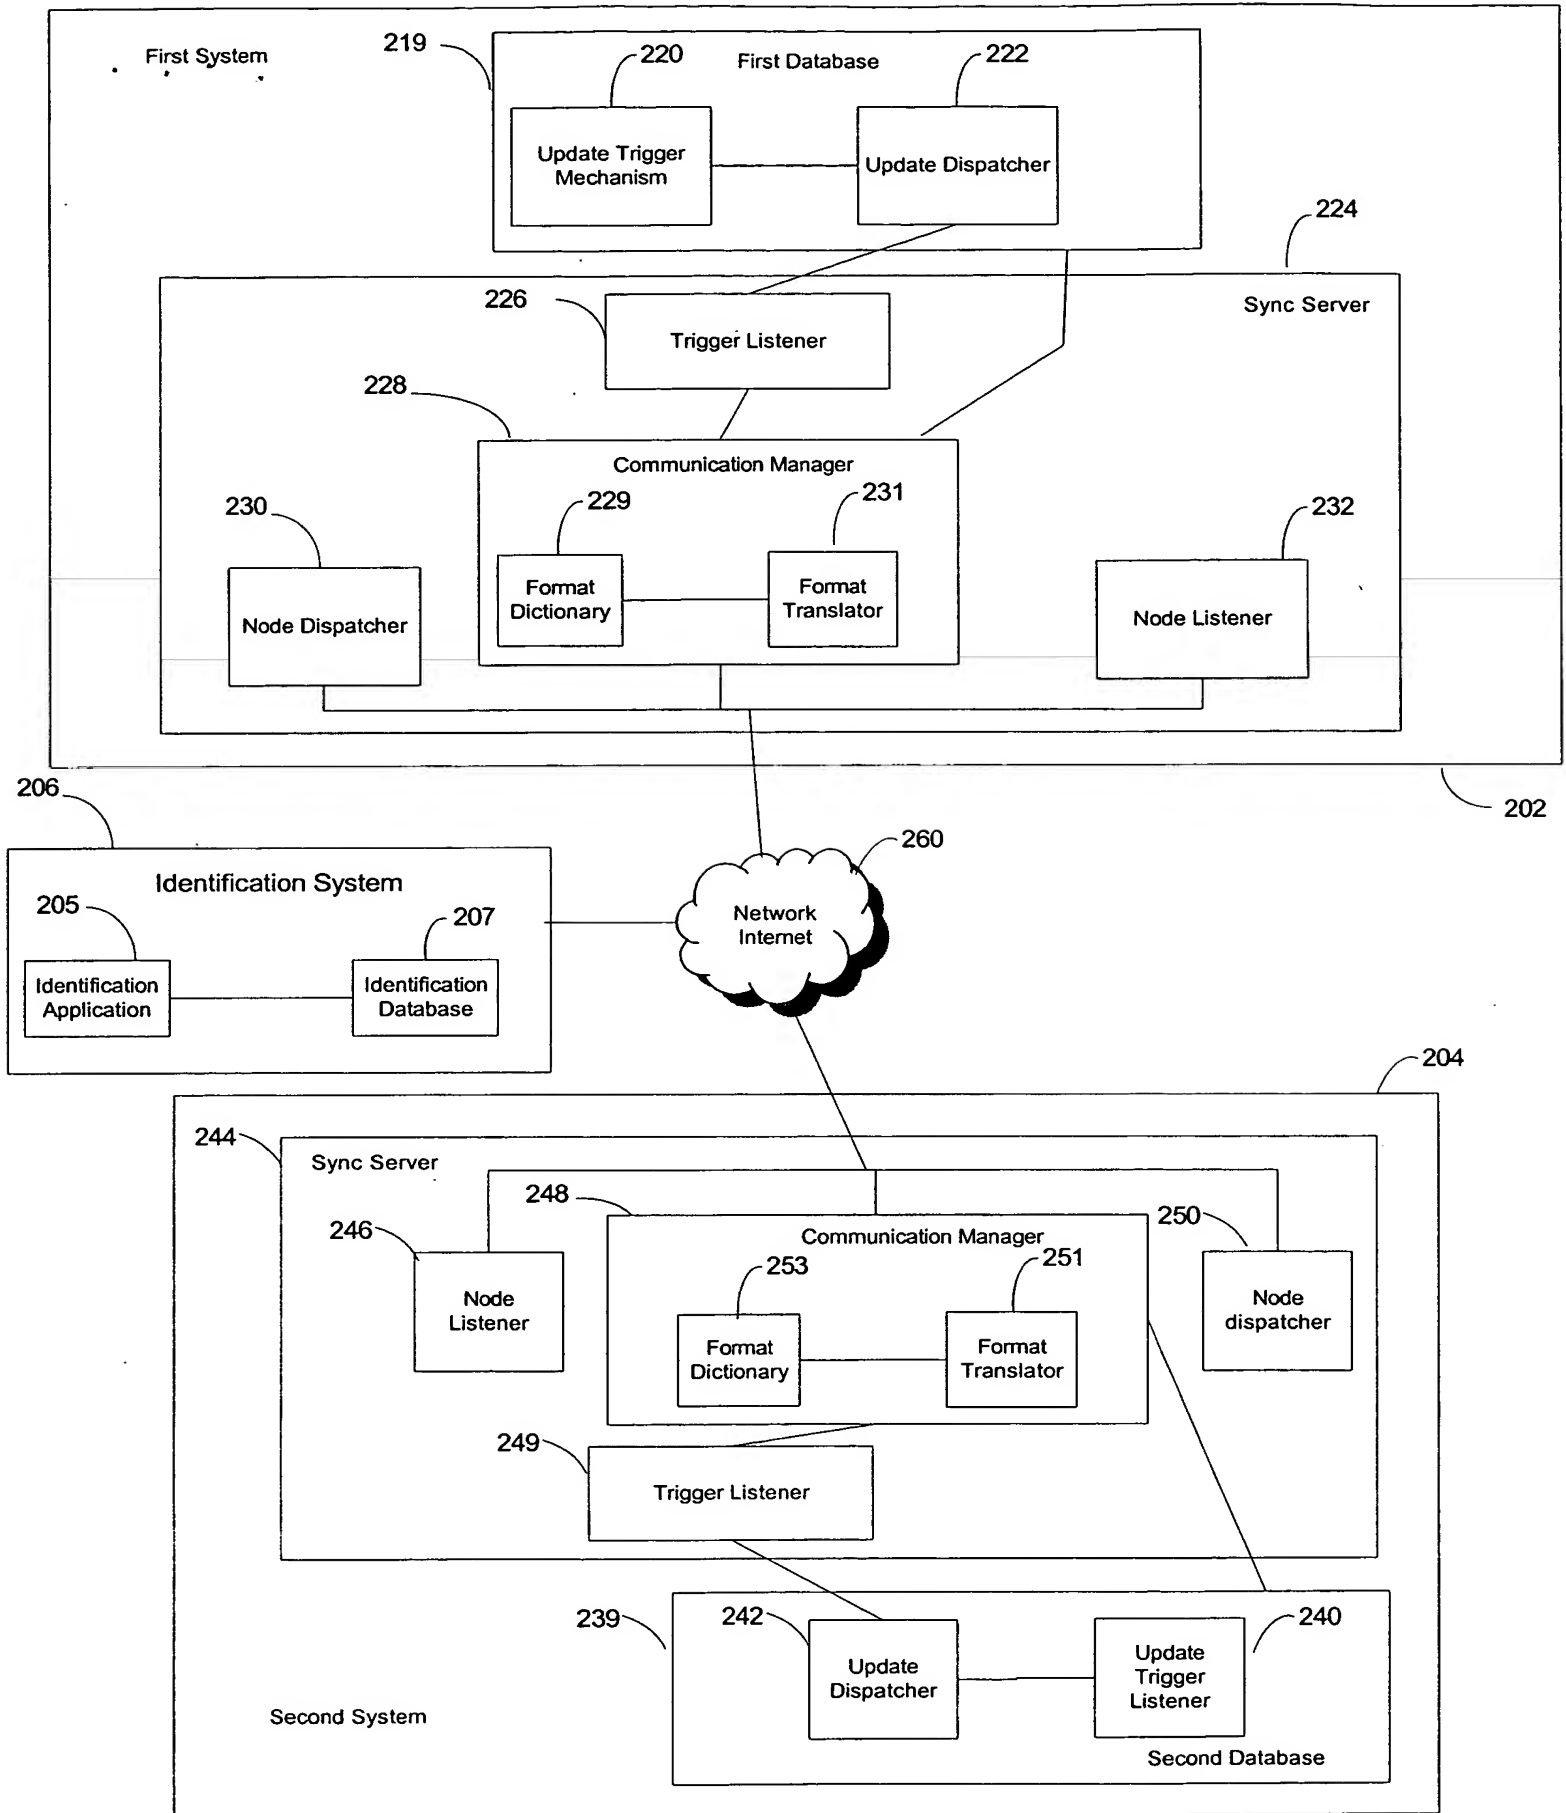 First System
219
220
First Database
222
Update Trigger
Mechanism
Update Dispatcher
224
226
Sync Server
Trigger Listener
228
Communication Manager
230
229
231
232
Format
Dictionary
Format
Translator
Node Dispatcher
Node Listener
206
202
260
Identification System
205
207
Network
Internet
Identification
Application
Identification
Database
204
244
Sync Server
248
246
250
Communication Manager
253
251
Node
Listener
Node
dispatcher
Format
Dictionary
Format
Translator
249
Trigger Listener
239
242
240
Update
Dispatcher
Update
Trigger
Listener
Second System
Second Database